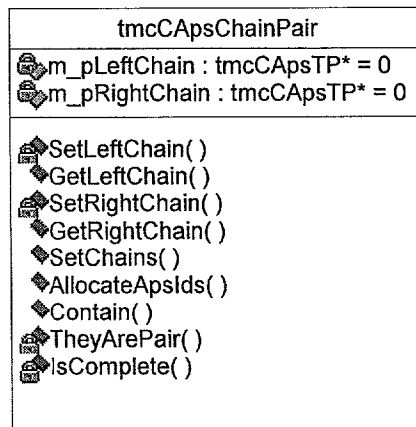 tmcCApsChainPair
m_pLeftChain : tmcCApsTP* = 0
m_pRightChain : tmcCApsTP* = 0
SetLeftChain( )
GetLeftChain( )
SetRightChain( )
GetRightChain( )
SetChains( )
AllocateApsIds( )
Contain( )
TheyArePair( )
IsComplete( )